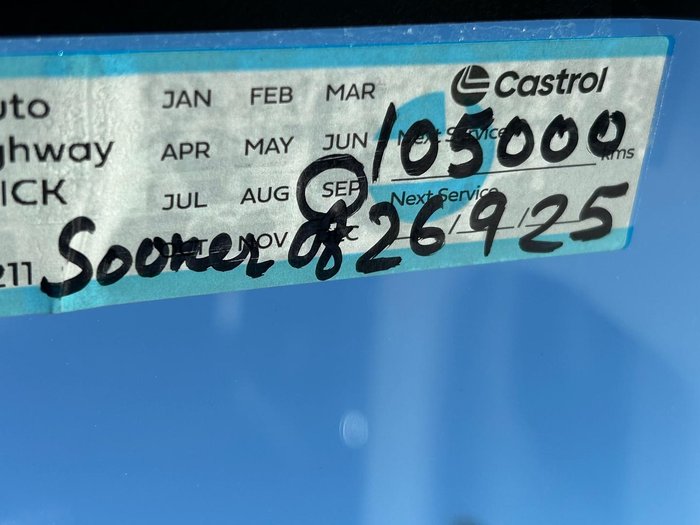 uto JAN FEB MAR Castrol
ghway APR MAY JUN Next Service 105000 kms
ICK JUL AUG SEP Next Service
211 Sooner of NOV 26/9/25